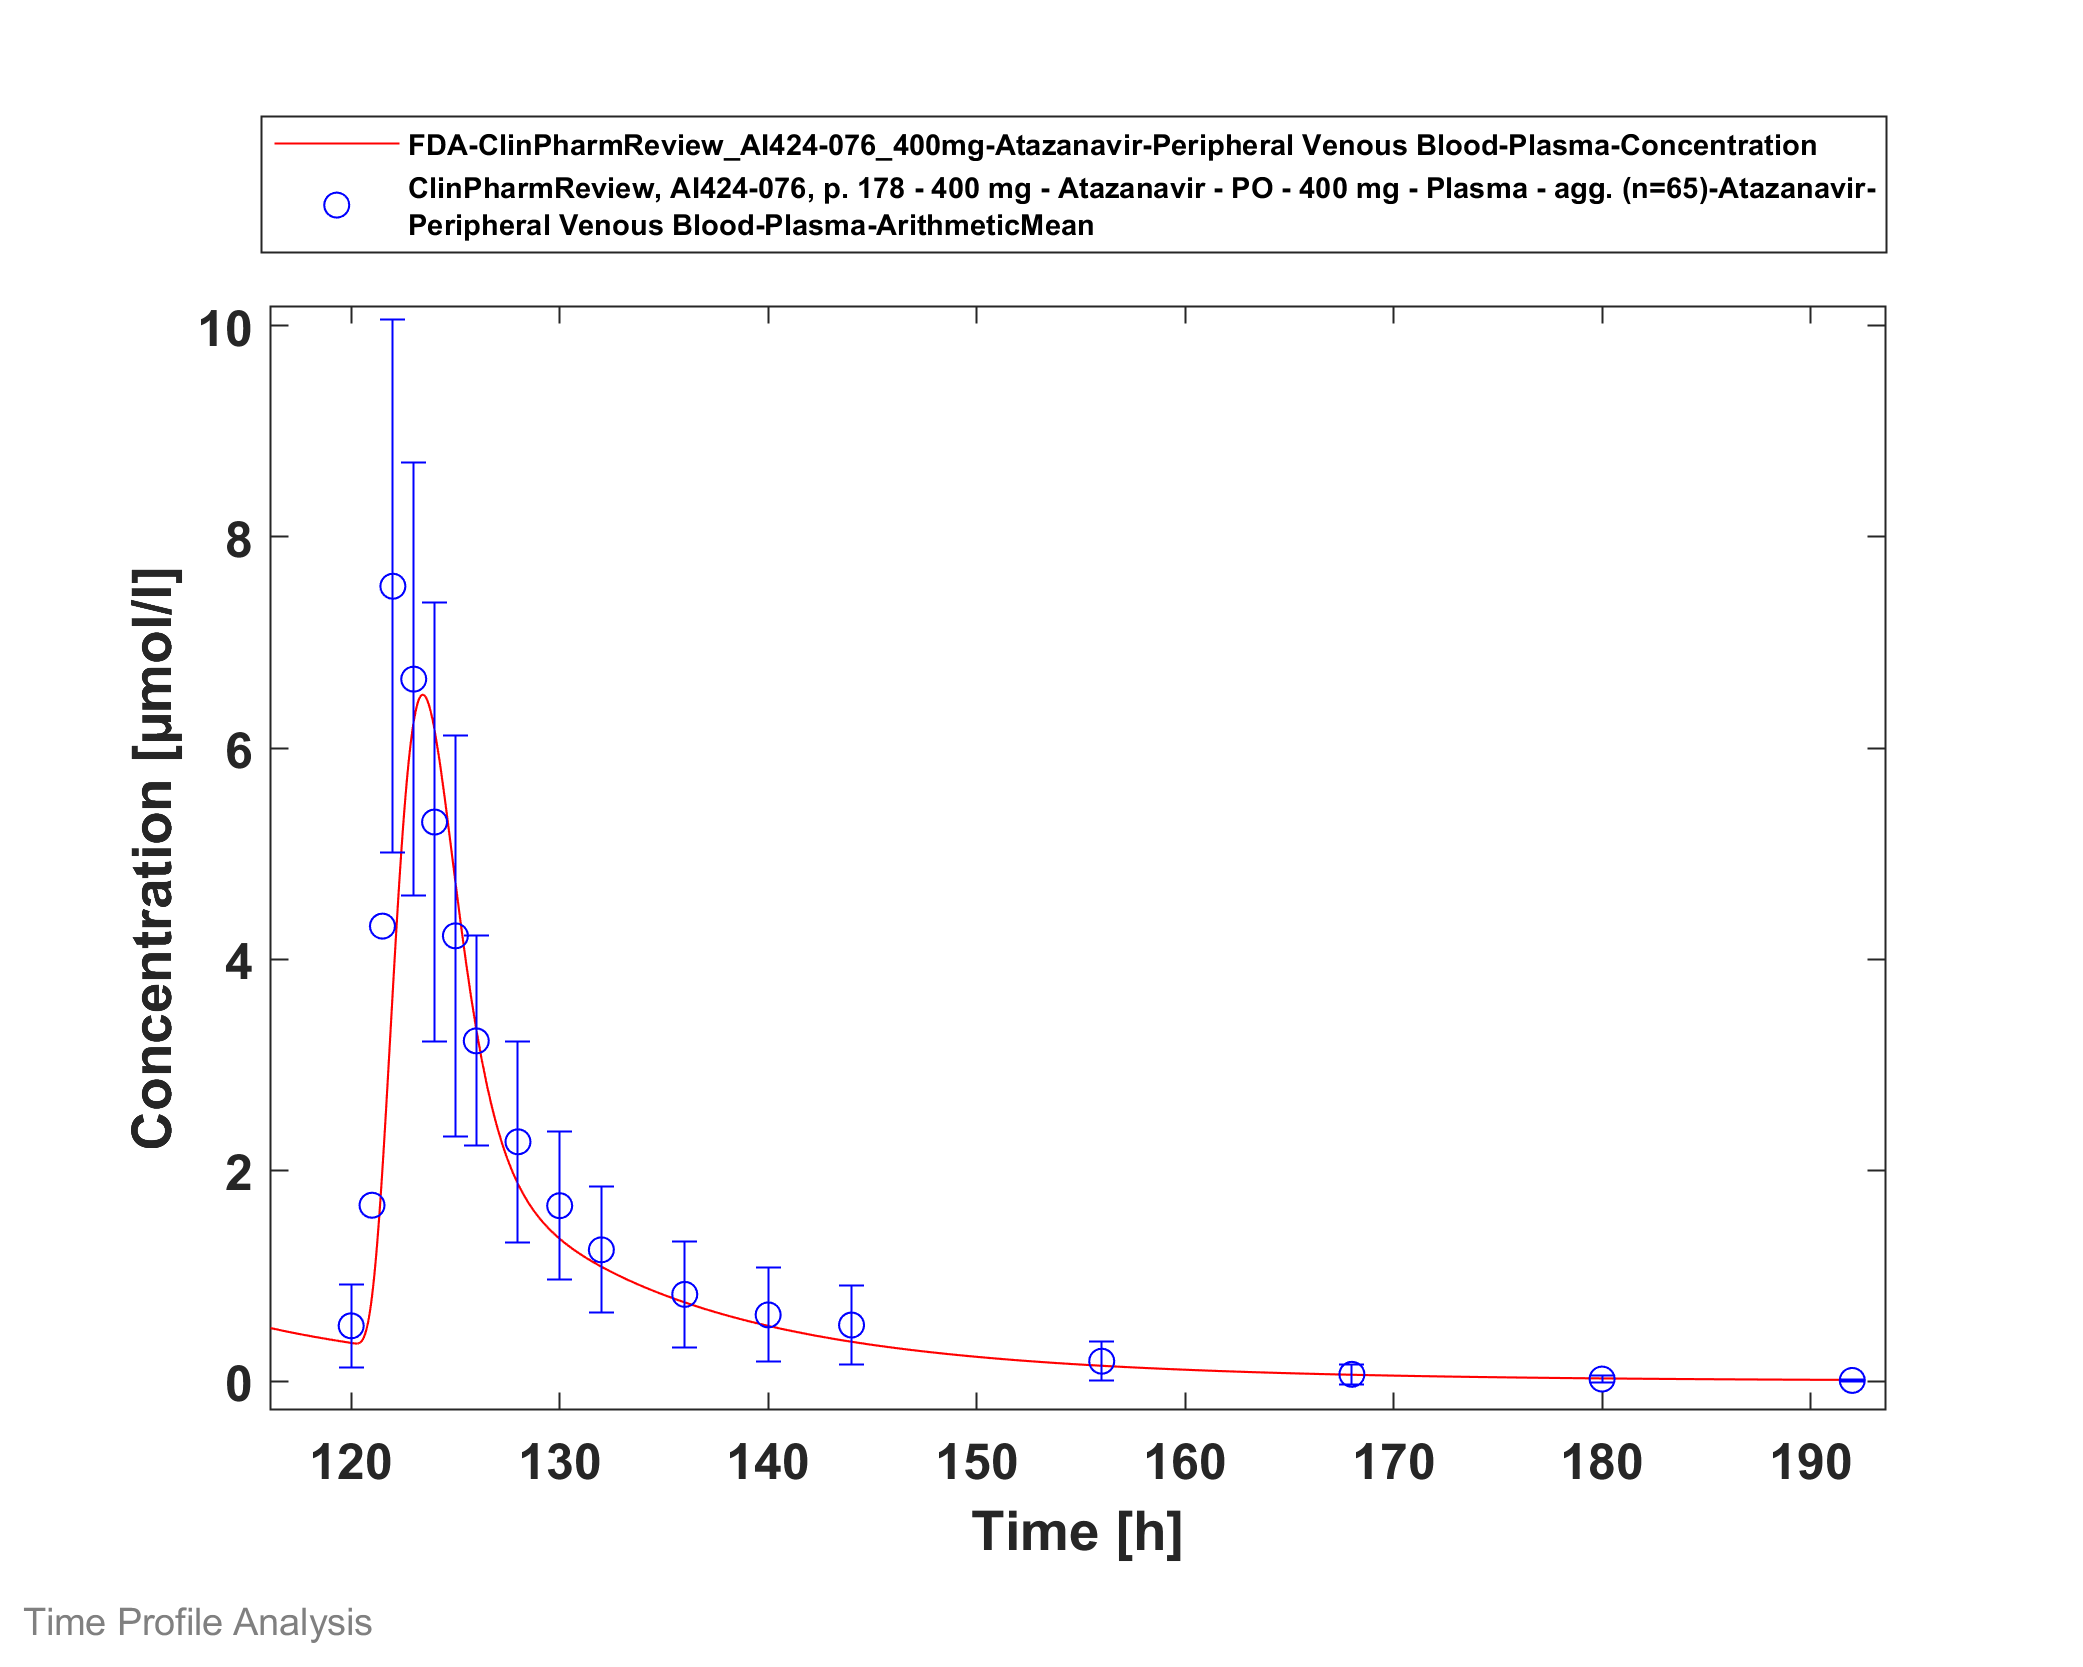 FDA-ClinPharmReview_AI424-076_400mg-Atazanavir-Peripheral Venous Blood-Plasma-Concentration
ClinPharmReview, AI424-076, p. 178 - 400 mg - Atazanavir - PO - 400 mg - Plasma - agg. (n=65)-Atazanavir-
Peripheral Venous Blood-Plasma-ArithmeticMean
10
8
6
4
2
0
Concentration [µmol/l]
120 130 140 150 160 170 180 190
Time [h]
Time Profile Analysis